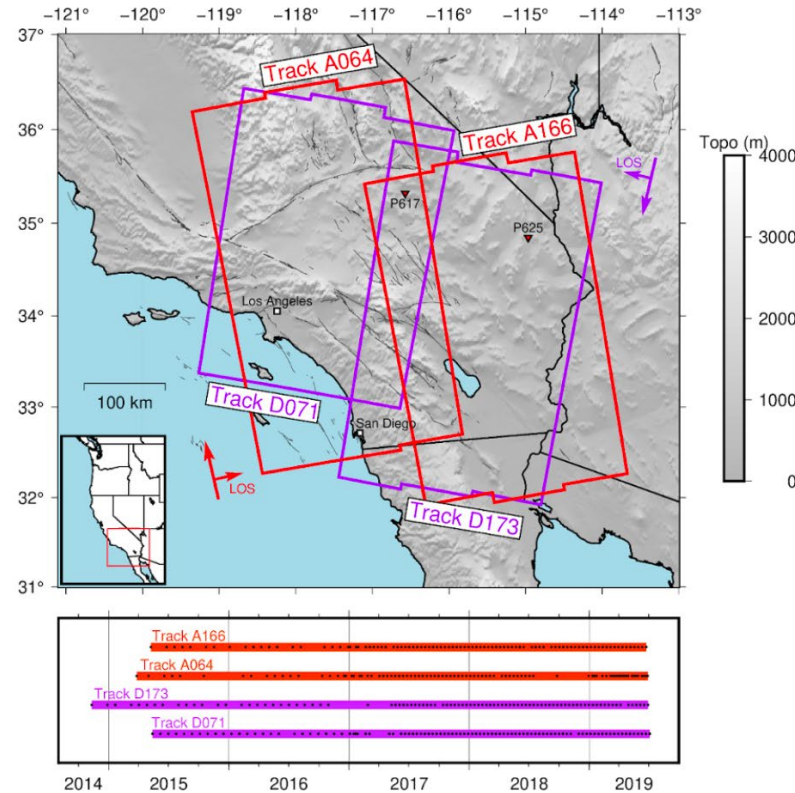 −121° −120° −119° −118° −117° −116° −115° −114° −113°
37°
36°
35°
34°
33°
32°
31°
Track A064
Track A166
Topo (m)
4000
3000
2000
1000
0
LOS
P617
P625
Los Angeles
100 km
Track D071
San Diego
LOS
Track D173
Track A166
Track A064
Track D173
Track D071
2014 2015 2016 2017 2018 2019